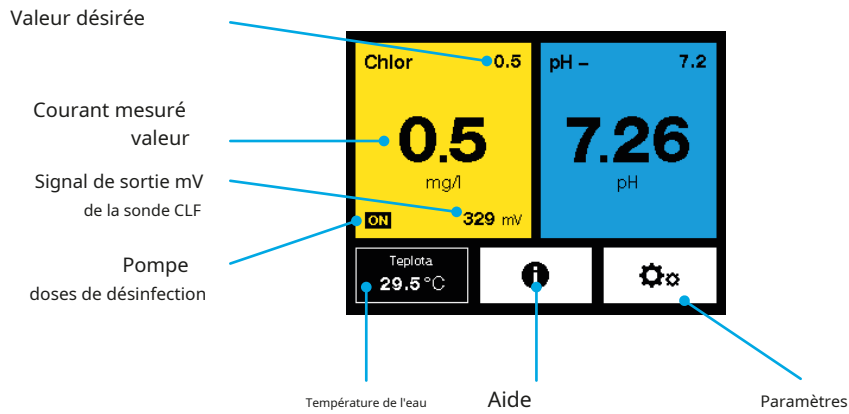 Valeur désirée
Courant mesuré
valeur
Signal de sortie mV
de la sonde CLF
Pompe
doses de désinfection
Chlor 0.5
0.5
mg/l
ON 329 mV
pH – 7.2
7.26
pH
Teplota
29.5 °C
Température de l'eau
Aide
Paramètres